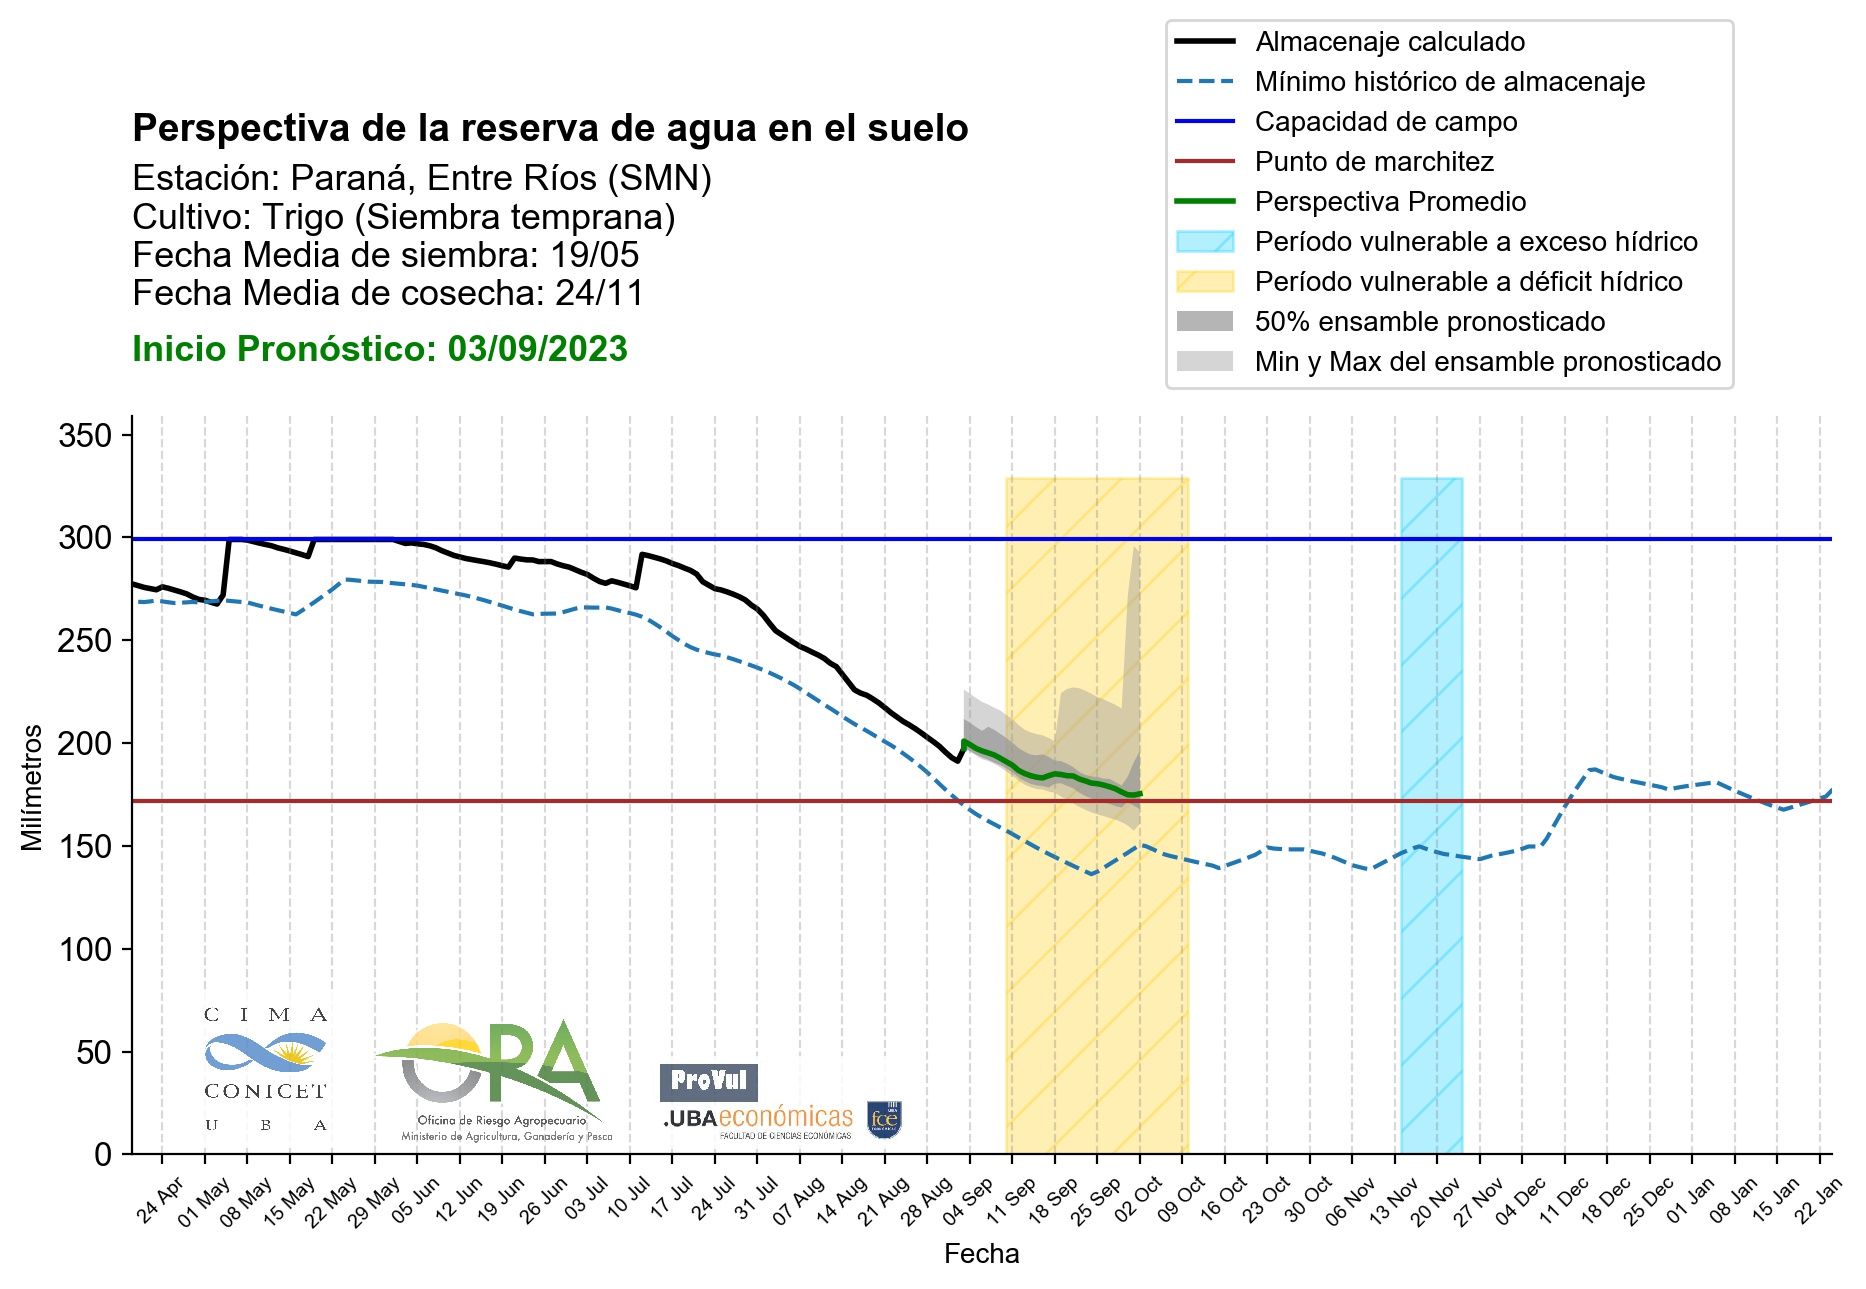 Almacenaje calculado
Mínimo histórico de almacenaje
Capacidad de campo
Punto de marchitez
Perspectiva Promedio
Período vulnerable a exceso hídrico
Período vulnerable a déficit hídrico
50% ensamble pronosticado
Min y Max del ensamble pronosticado
Perspectiva de la reserva de agua en el suelo
Estación: Paraná, Entre Ríos (SMN)
Cultivo: Trigo (Siembra temprana)
Fecha Media de siembra: 19/05
Fecha Media de cosecha: 24/11
Inicio Pronóstico: 03/09/2023
350
300
250
200
150
100
50
0
Milímetros
CIMA
CONICET
UBA
OPA
Oficina de Riesgo Agropecuario
Ministerio de Agricultura, Ganadería y Pesca
ProVul
.UBAeconómicas
FACULTAD DE CIENCIAS ECONÓMICAS
fce
24 Apr
01 May
08 May
15 May
22 May
29 May
05 Jun
12 Jun
19 Jun
26 Jun
03 Jul
10 Jul
17 Jul
24 Jul
31 Jul
07 Aug
14 Aug
21 Aug
28 Aug
04 Sep
11 Sep
18 Sep
25 Sep
02 Oct
09 Oct
16 Oct
23 Oct
30 Oct
06 Nov
13 Nov
20 Nov
27 Nov
04 Dec
11 Dec
18 Dec
25 Dec
01 Jan
08 Jan
15 Jan
22 Jan
Fecha